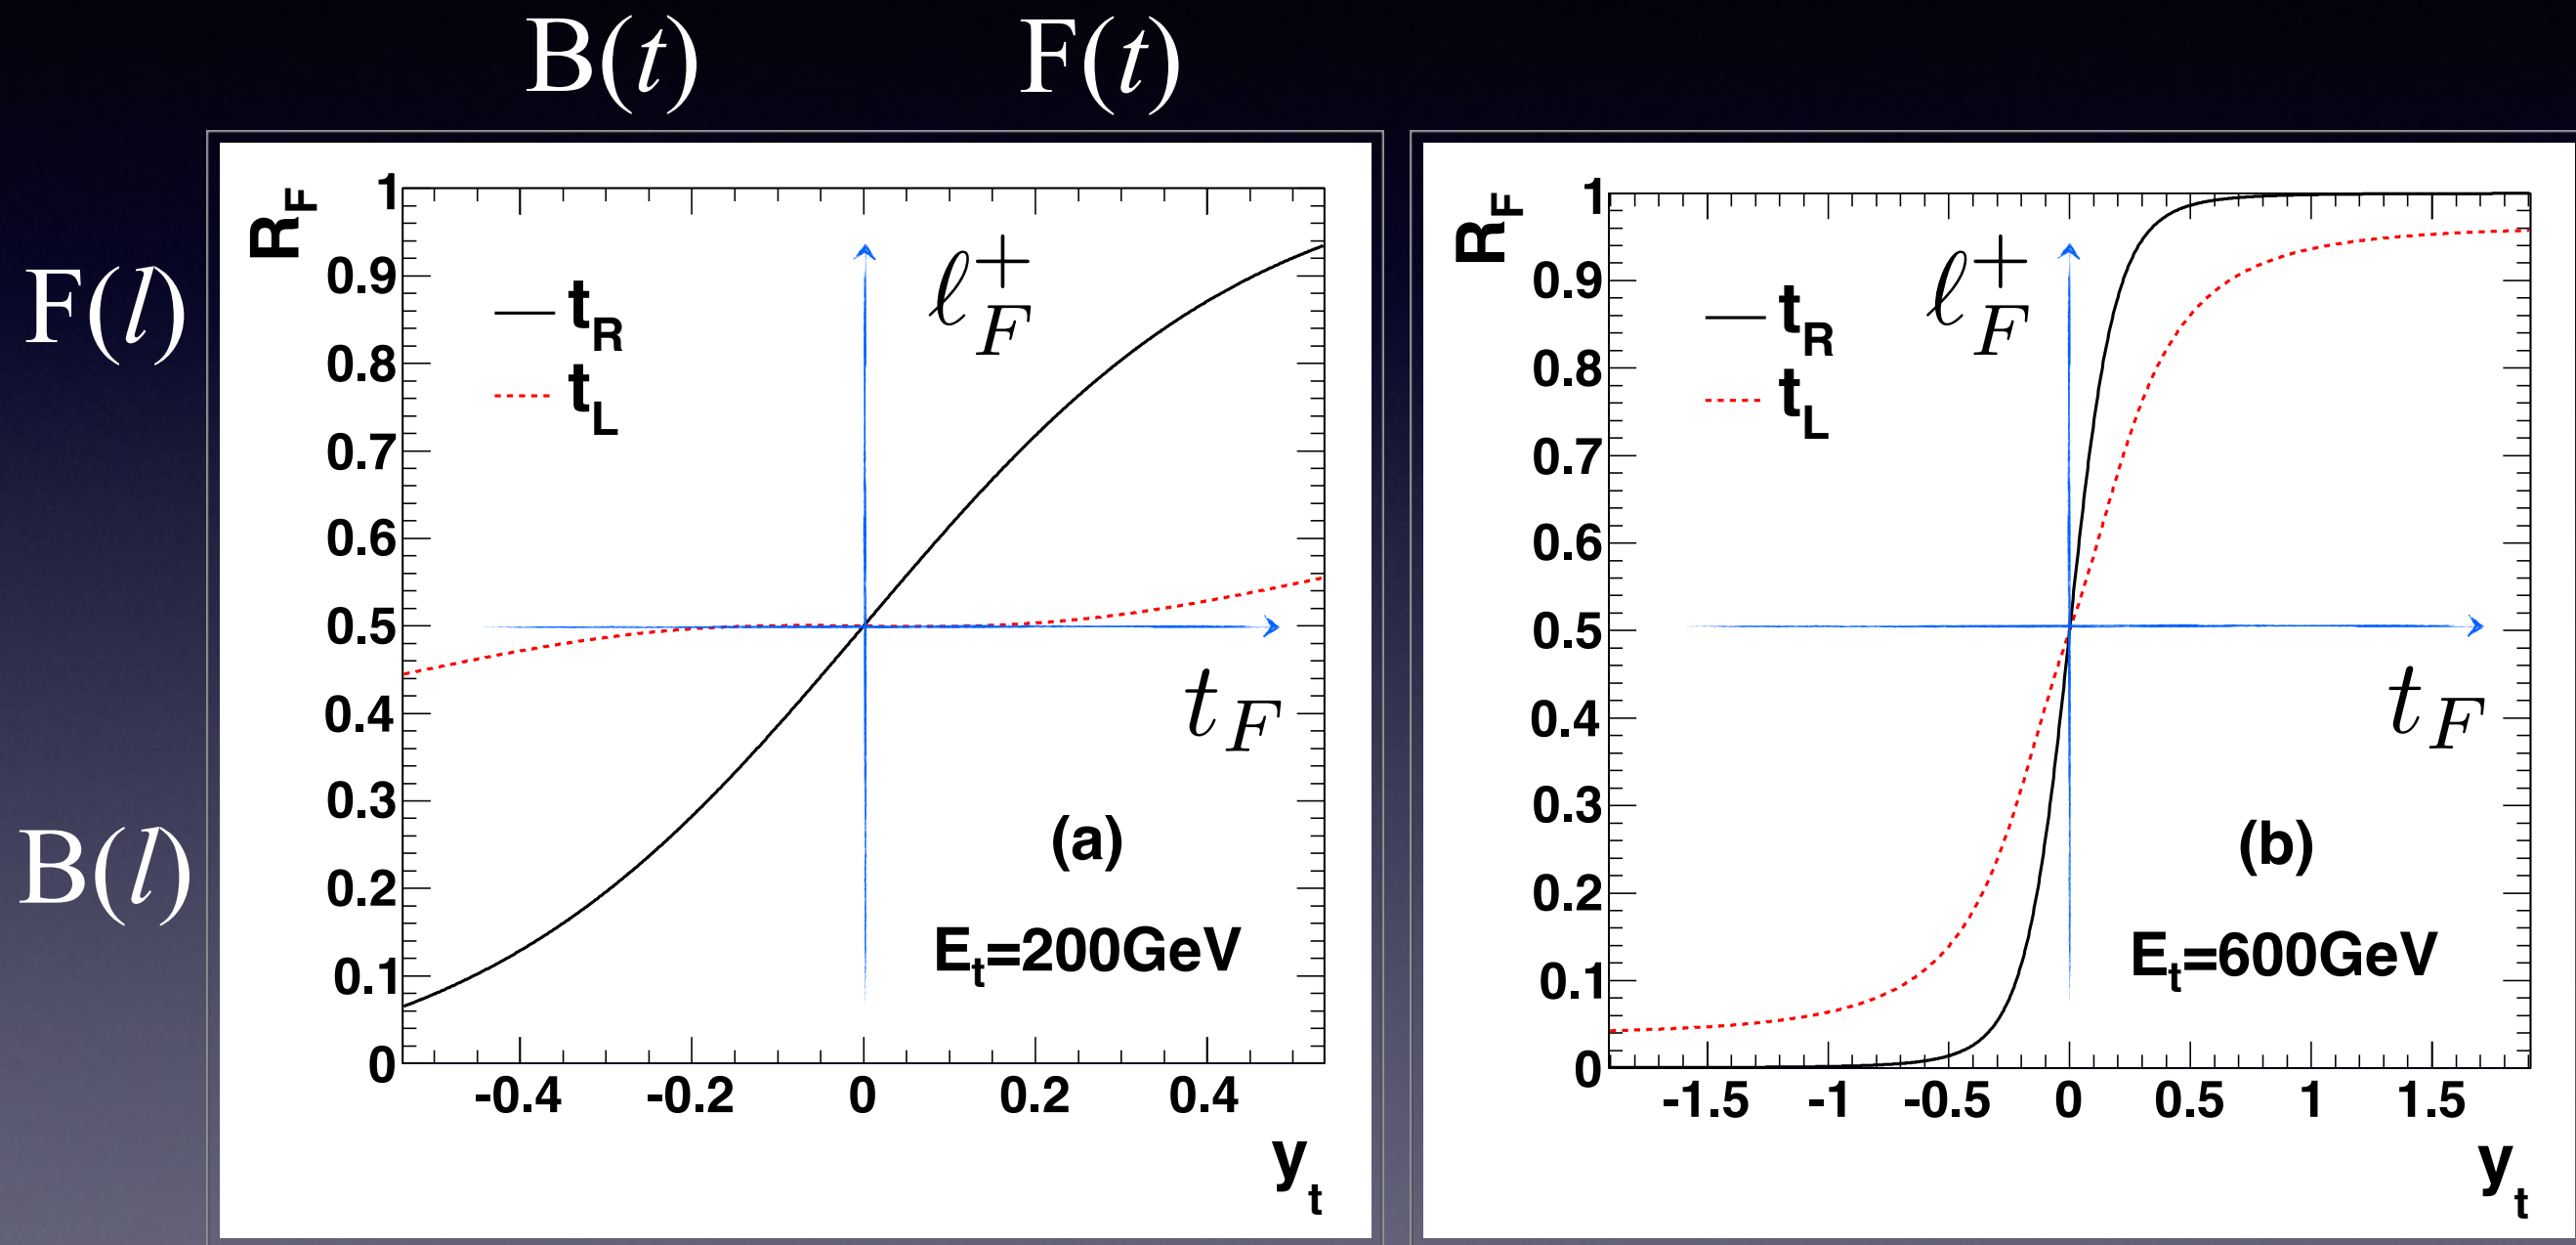 B(t) F(t)
F(l)
B(l)
R_F
1
0.9
0.8
0.7
0.6
0.5
0.4
0.3
0.2
0.1
0
t_R
t_L
ℓ_F^+
t_F
(a)
E_t=200GeV
-0.4 -0.2 0 0.2 0.4
y_t
R_F
1
0.9
0.8
0.7
0.6
0.5
0.4
0.3
0.2
0.1
0
t_R
t_L
ℓ_F^+
t_F
(b)
E_t=600GeV
-1.5 -1 -0.5 0 0.5 1 1.5
y_t